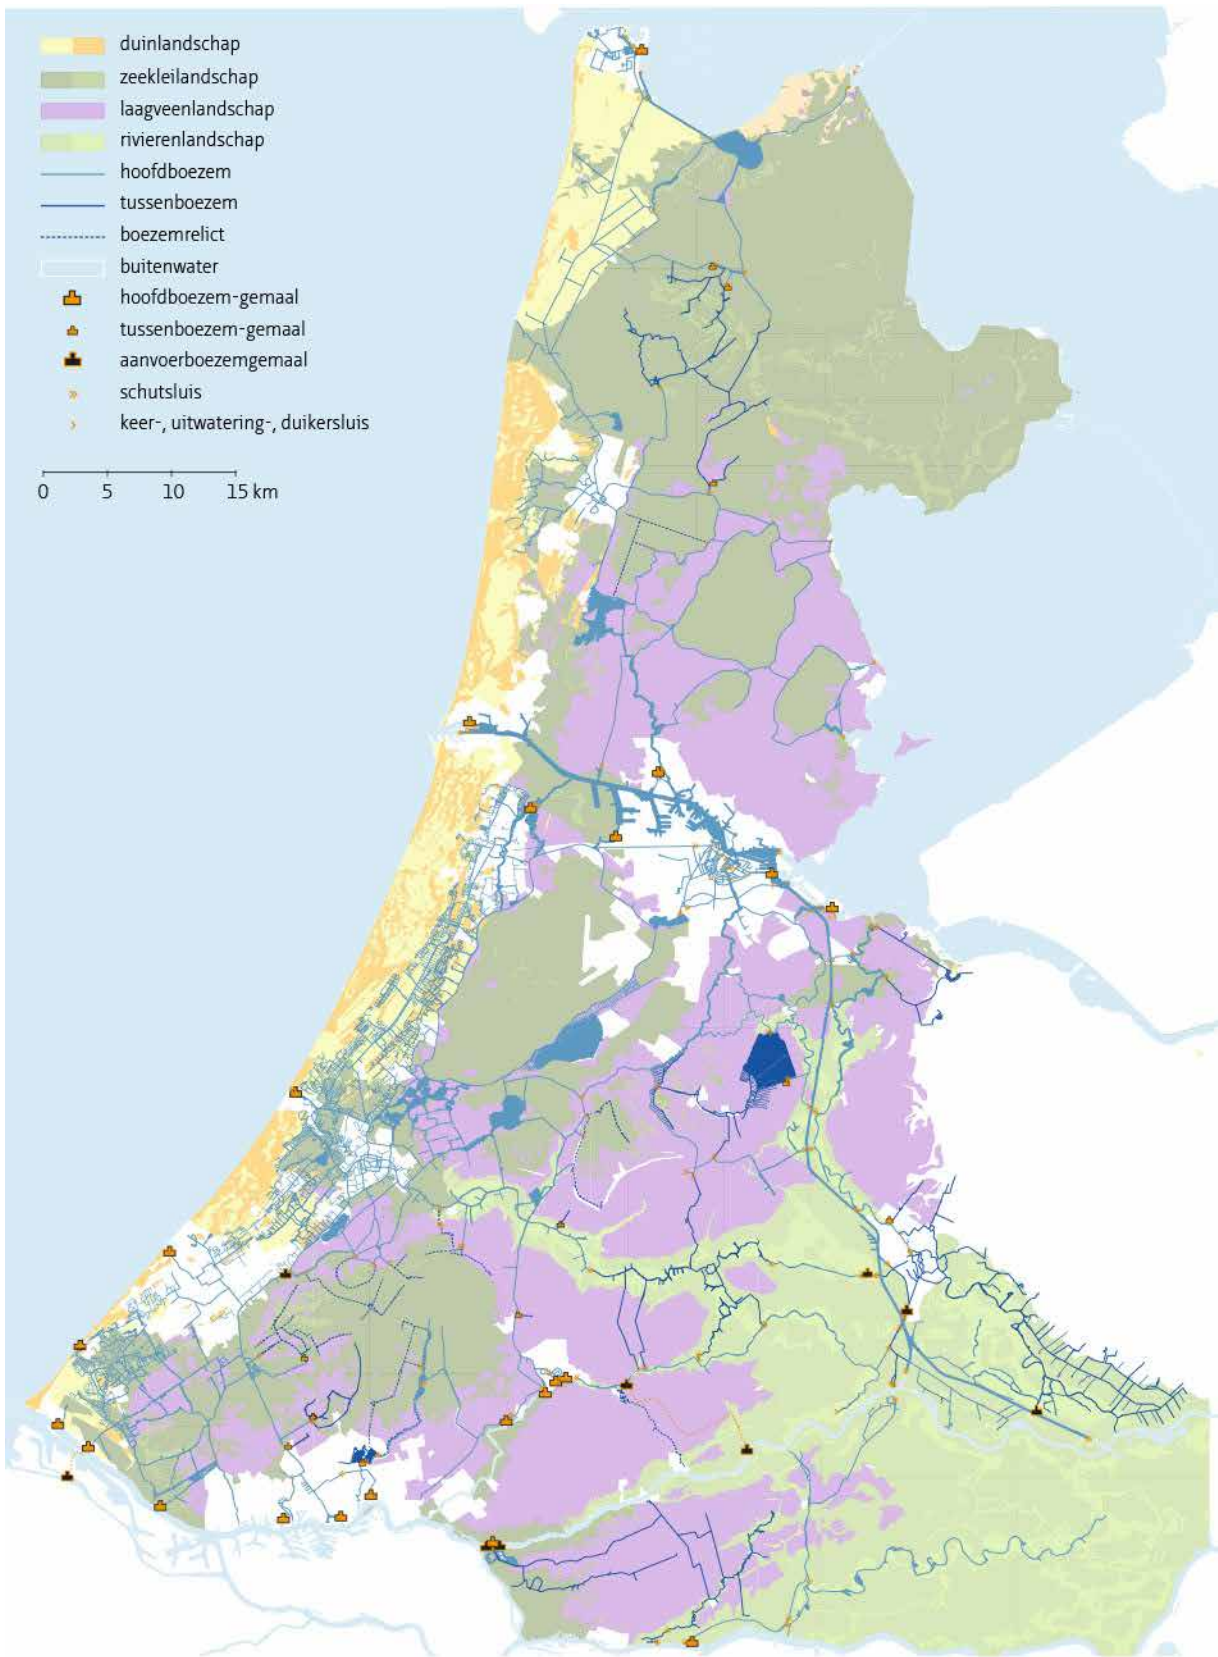 duinlandschap
zeekleilandschap
laagveenlandschap
rivierenlandschap
hoofdboezem
tussenboezem
boezemrelict
buitenwater
hoofdboezem-gemaal
tussenboezem-gemaal
aanvoerboezemgemaal
schutsluis
keer-, uitwatering-, duikersluis
0 5 10 15 km